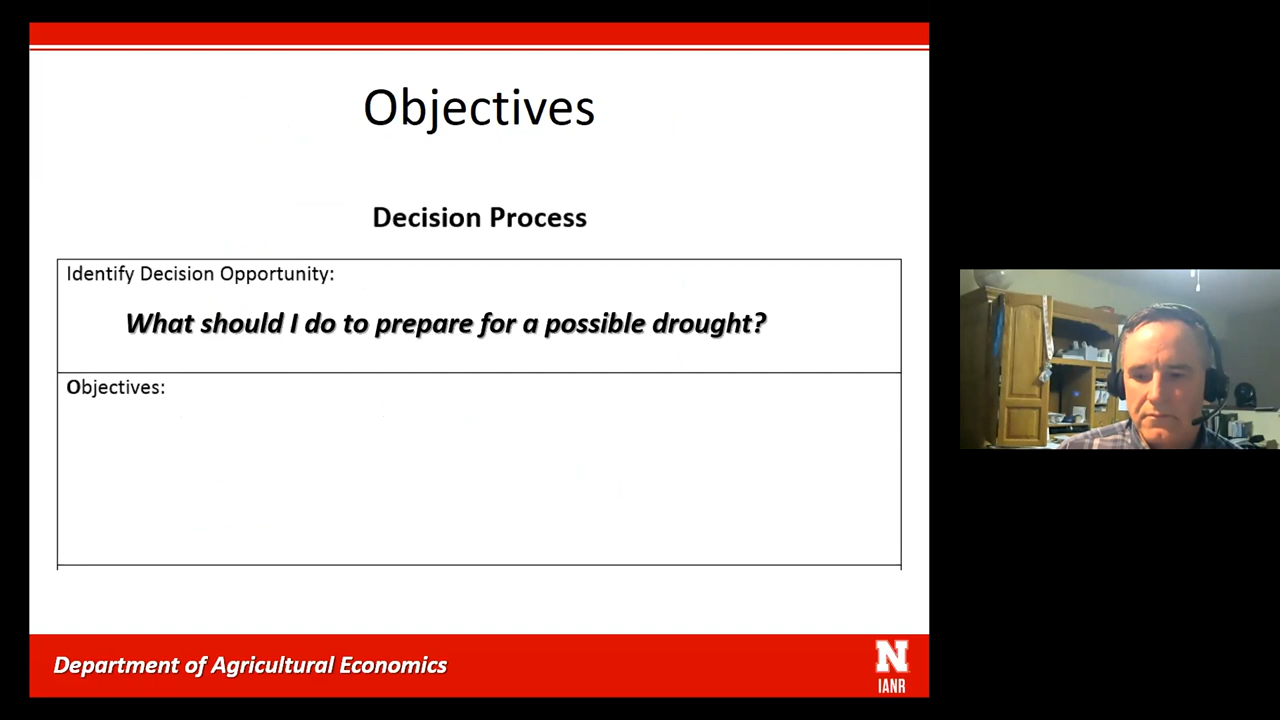 Objectives
Decision Process
Identify Decision Opportunity:
What should I do to prepare for a possible drought?
Objectives:
Department of Agricultural Economics
N
IANR